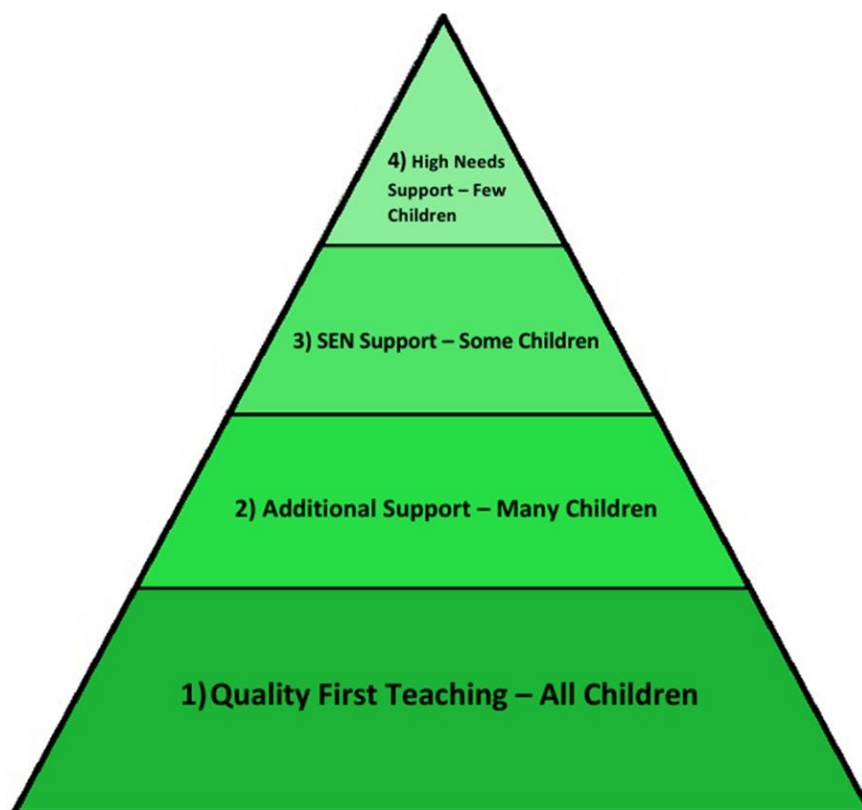 4) High Needs
Support – Few
Children
3) SEN Support – Some Children
2) Additional Support – Many Children
1) Quality First Teaching – All Children